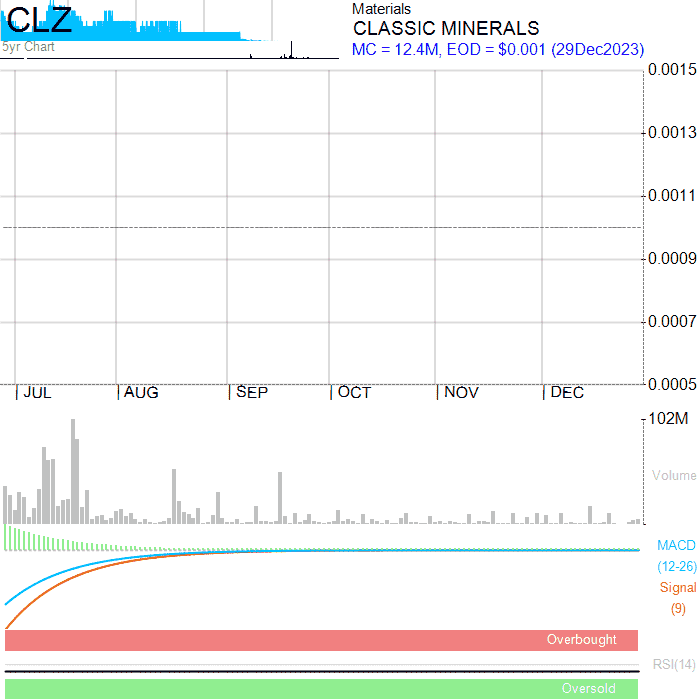 CLZ
5yr Chart
Materials
CLASSIC MINERALS
MC = 12.4M, EOD = $0.001 (29Dec2023)
0.0015
0.0013
0.0011
0.0009
0.0007
0.0005
JUL AUG SEP OCT NOV DEC
102M
Volume
MACD
(12-26)
Signal
(9)
Overbought
RSI(14)
Oversold